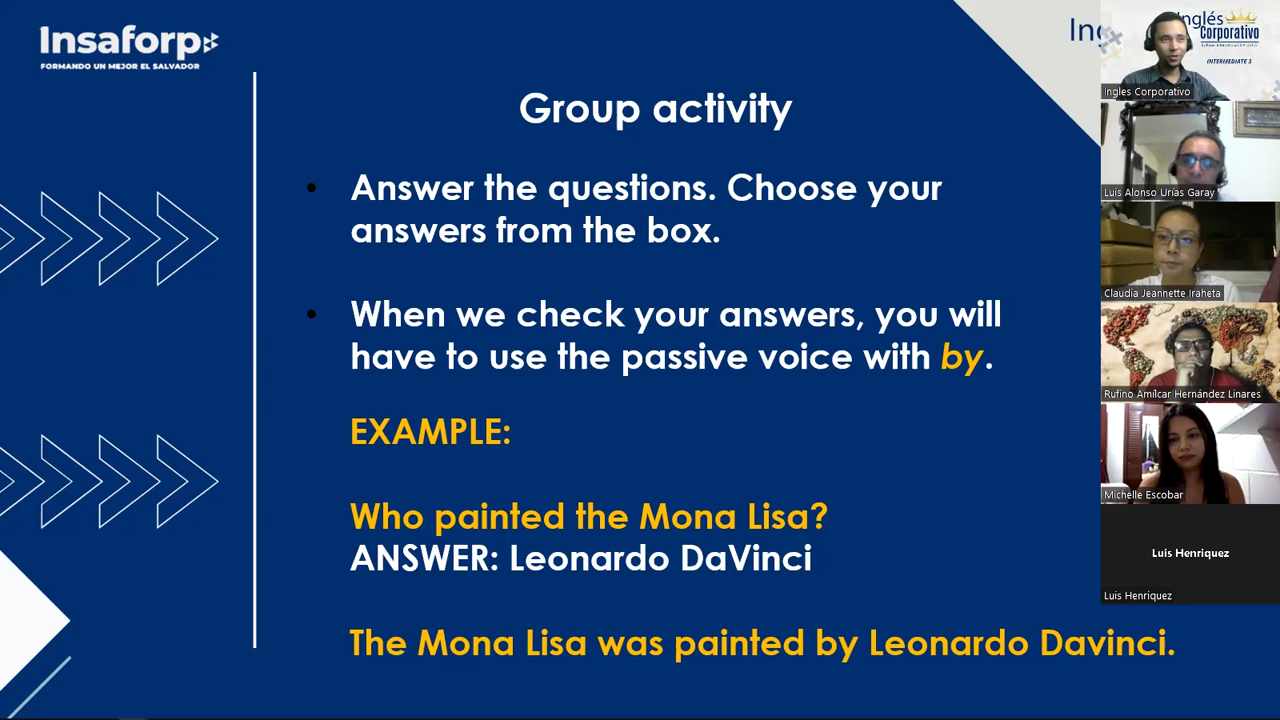 Insaforp
FORMANDO UN MEJOR EL SALVADOR
Group activity
Answer the questions. Choose your
answers from the box.
When we check your answers, you will
have to use the passive voice with by.
EXAMPLE:
Who painted the Mona Lisa?
ANSWER: Leonardo DaVinci
The Mona Lisa was painted by Leonardo Davinci.
Inglés
Corporativo
INTERMEDIATE 3
Ingles Corporativo
Luis Alonso Urías Garay
Claudia Jeannette Iraheta
Rufino Amílcar Hernández Linares
Michelle Escobar
Luis Henriquez
Luis Henriquez